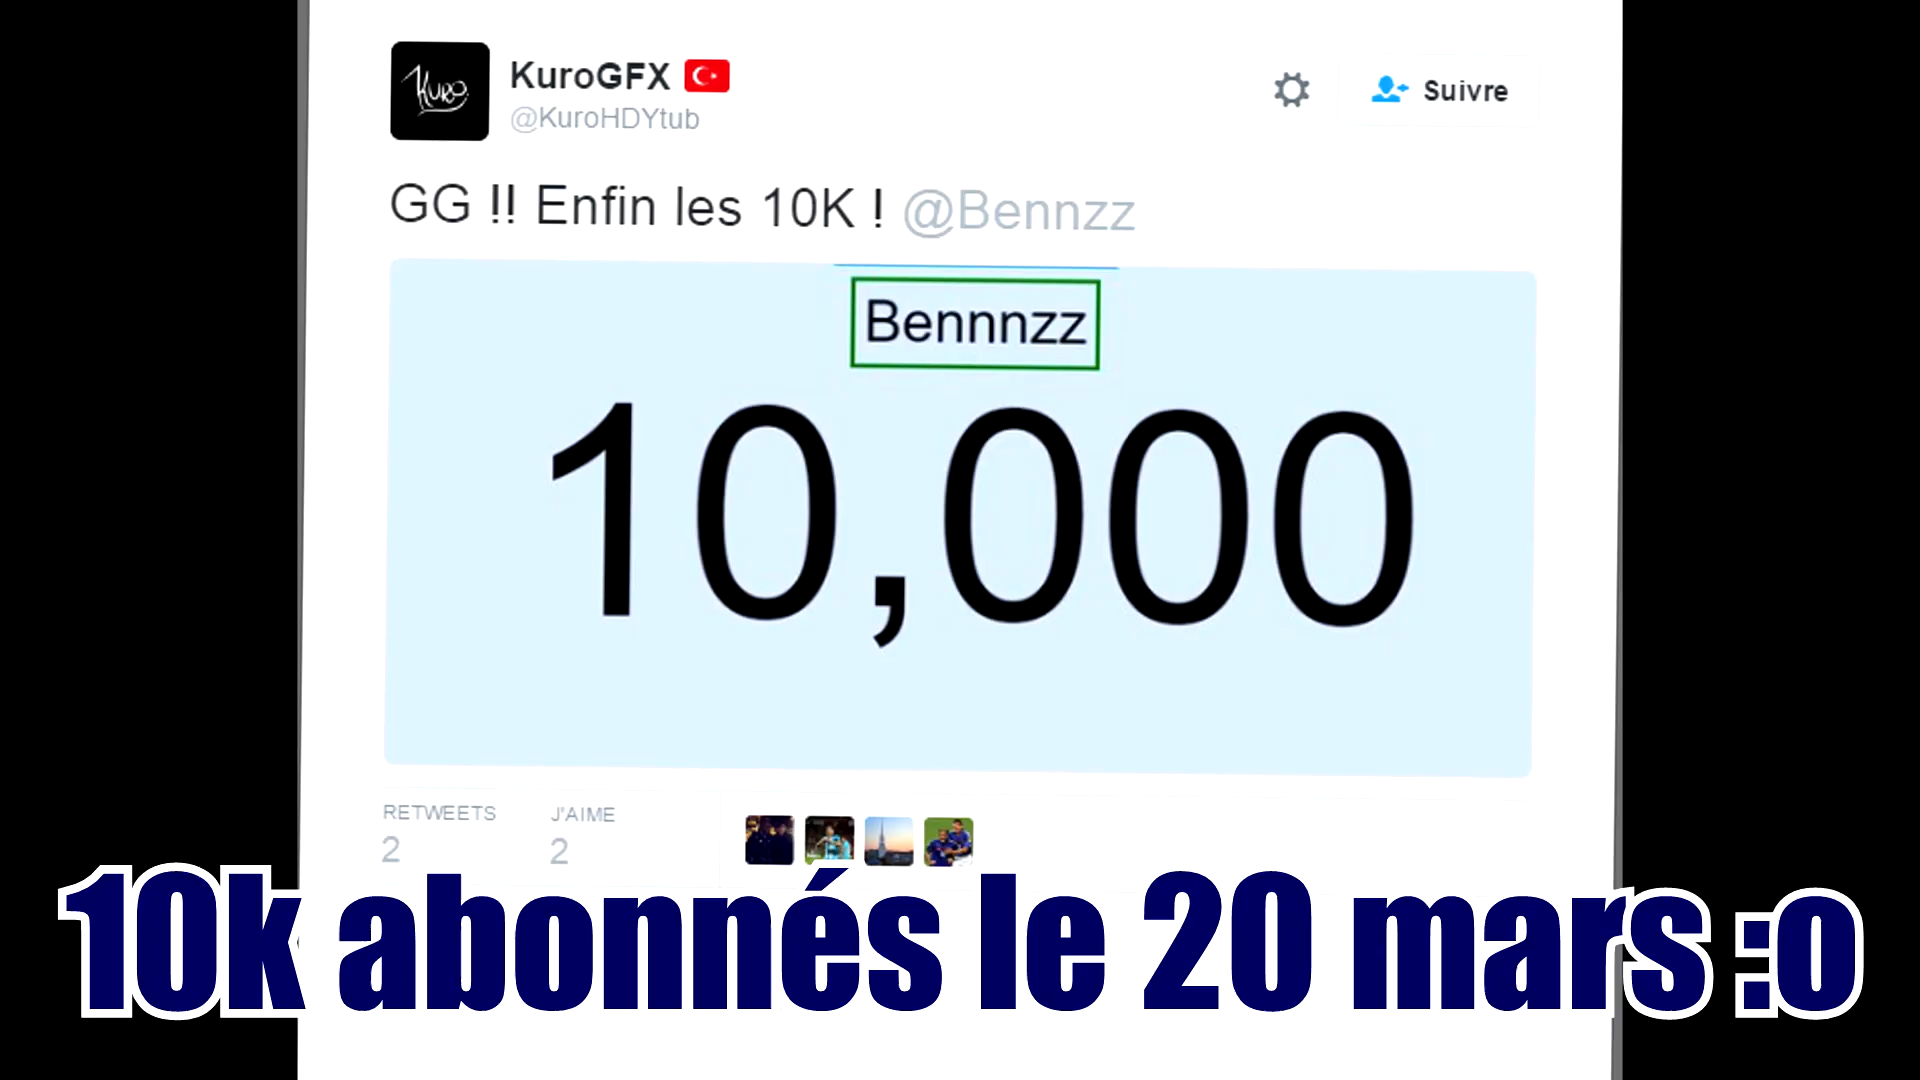 Kuro
KuroGFX
@KuroHDYtub
Suivre
GG !! Enfin les 10K ! @Bennzz
Bennnzz
10,000
RETWEETS
2
J'AIME
2
10k abonnés le 20 mars :o